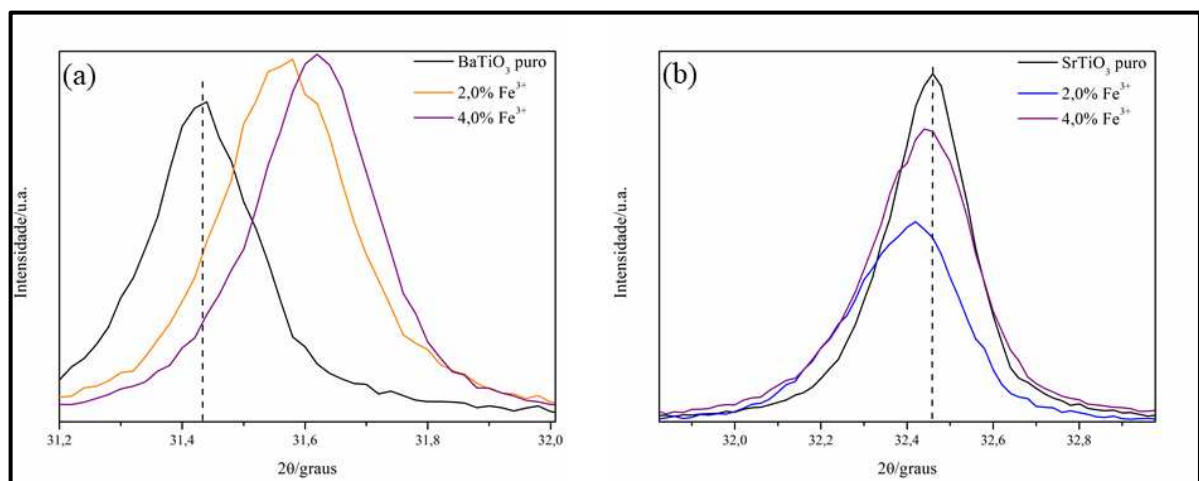 (a)
BaTiO₃ puro
2,0% Fe³⁺
4,0% Fe³⁺
Intensidade/u.a.
31,2 31,4 31,6 31,8 32,0
2θ/graus
(b)
SrTiO₃ puro
2,0% Fe³⁺
4,0% Fe³⁺
Intensidade/u.a.
32,0 32,2 32,4 32,6 32,8
2θ/graus